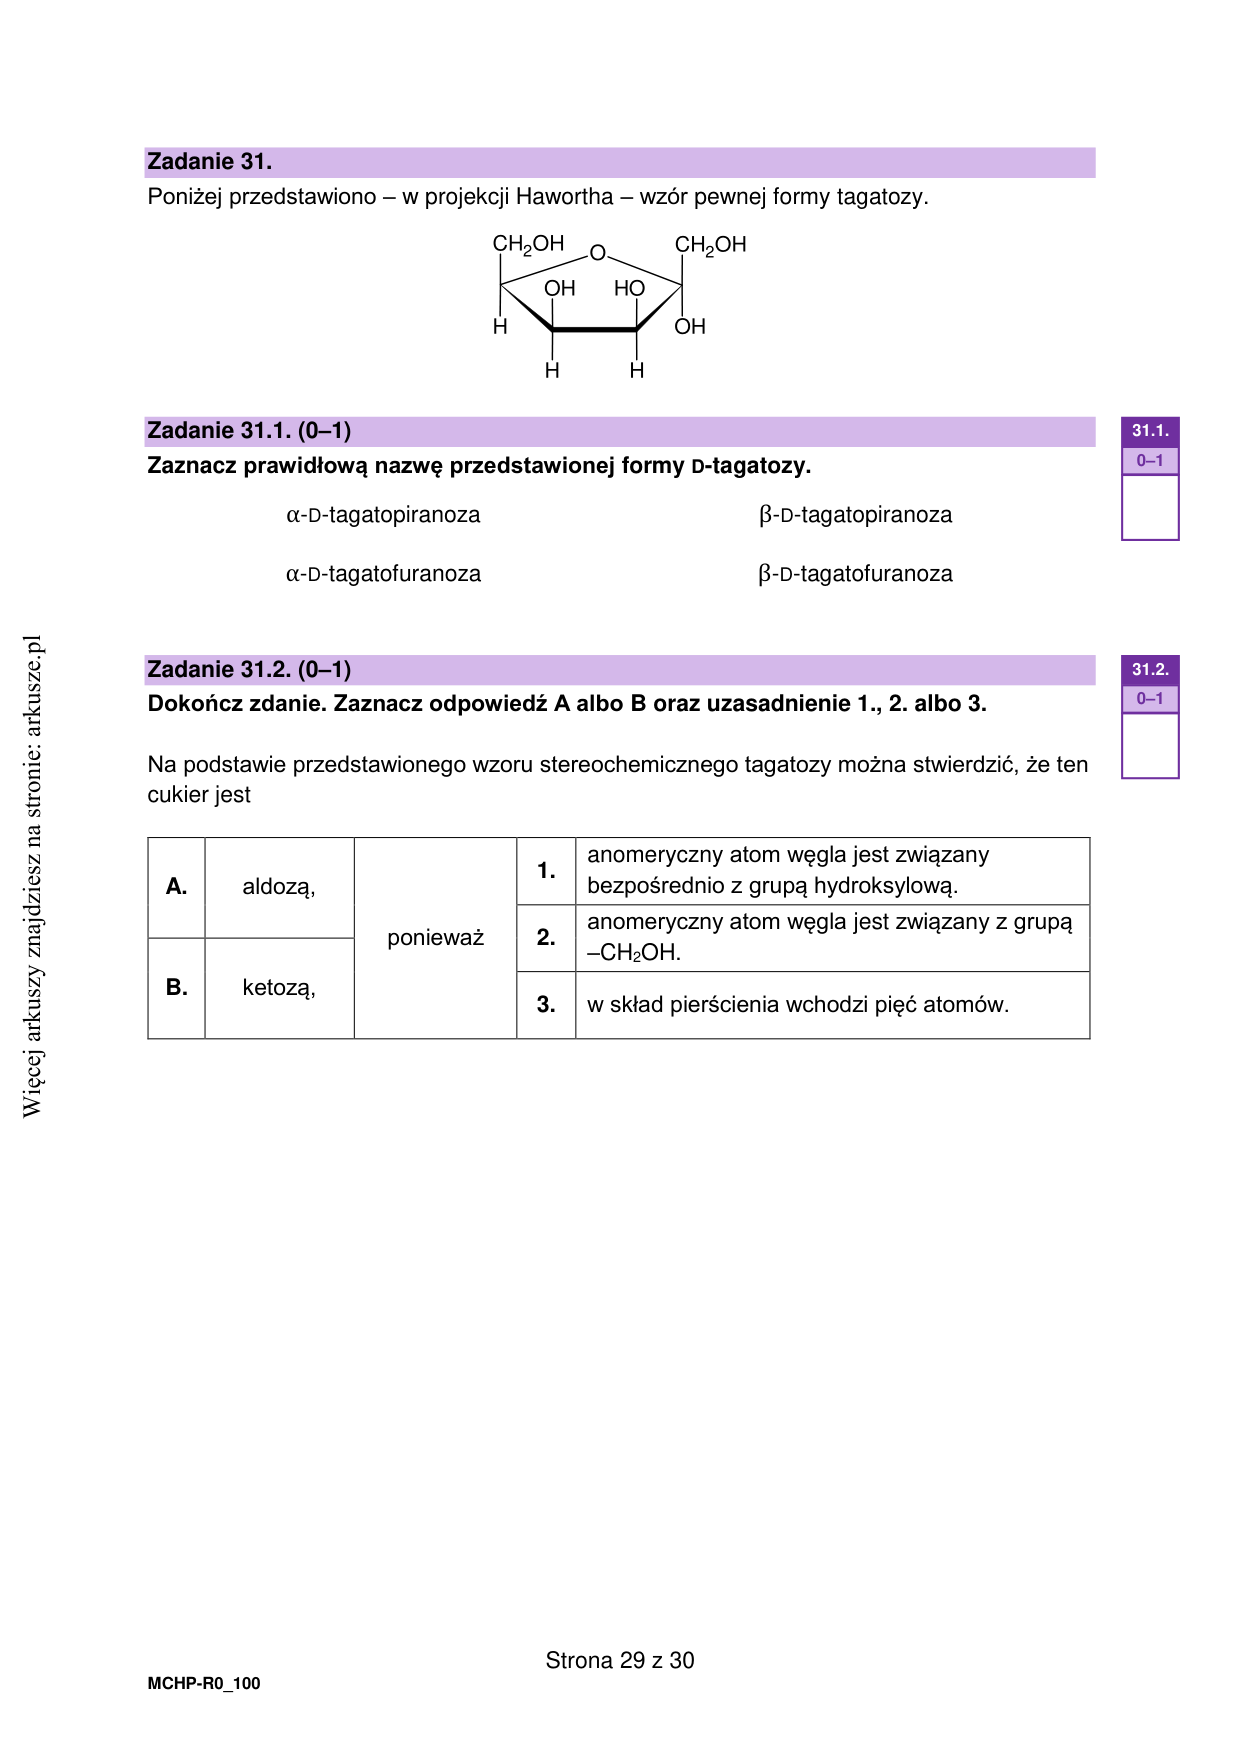 Zadanie 31.
Poniżej przedstawiono – w projekcji Hawortha – wzór pewnej formy tagatozy.
CH2OH O CH2OH
OH HO
H OH
H H
Zadanie 31.1. (0–1)
31.1.
0–1
Zaznacz prawidłową nazwę przedstawionej formy D-tagatozy.
α-D-tagatopiranoza β-D-tagatopiranoza
α-D-tagatofuranoza β-D-tagatofuranoza
Zadanie 31.2. (0–1)
31.2.
0–1
Dokończ zdanie. Zaznacz odpowiedź A albo B oraz uzasadnienie 1., 2. albo 3.
Na podstawie przedstawionego wzoru stereochemicznego tagatozy można stwierdzić, że ten
cukier jest
A. aldozą,
B. ketozą,
ponieważ
1. anomeryczny atom węgla jest związany
bezpośrednio z grupą hydroksylową.
2. anomeryczny atom węgla jest związany z grupą
–CH2OH.
3. w skład pierścienia wchodzi pięć atomów.
Więcej arkuszy znajdziesz na stronie: arkusze.pl
Strona 29 z 30
MCHP-R0_100